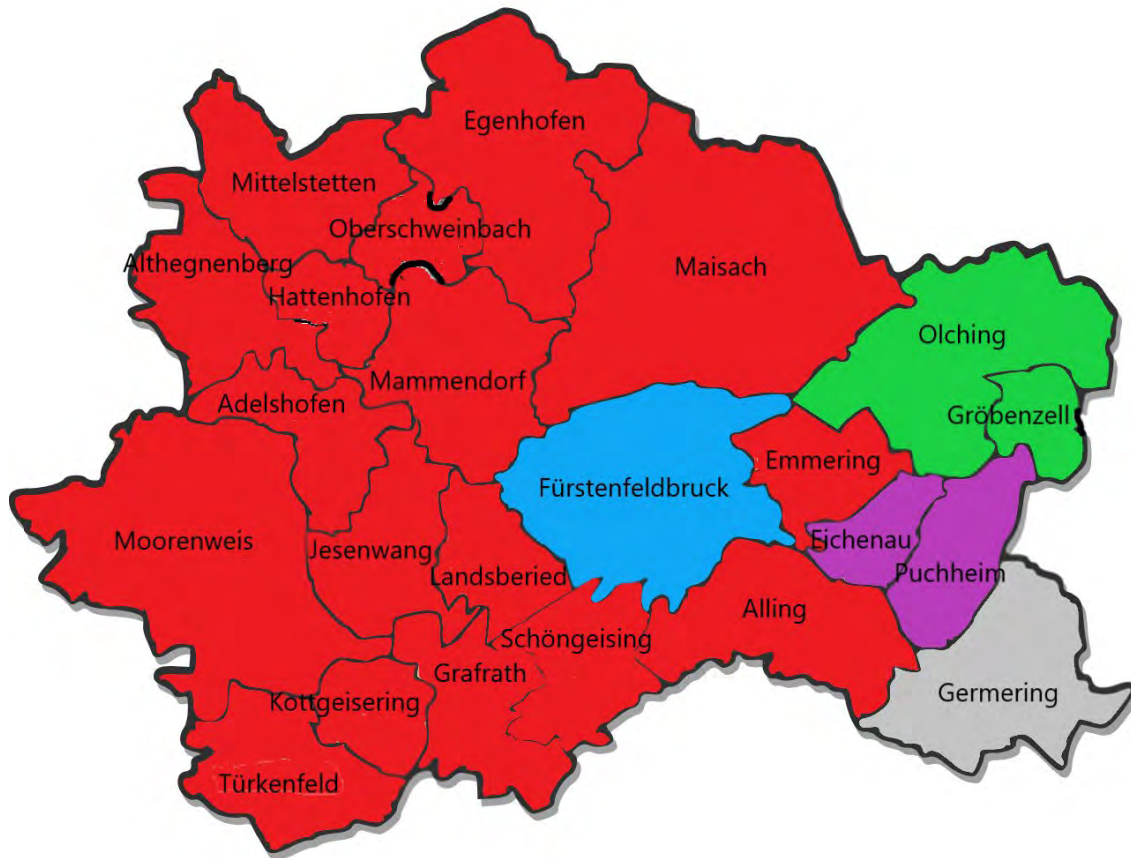 Egenhofen
Mittelstetten
Oberschweinbach
Althegnenberg
Maisach
Hattenhofen
Olching
Mammendorf
Adelshofen
Gröbenzell
Emmering
Fürstenfeldbruck
Moorenweis
Jesenwang
Eichenau
Landsberied
Puchheim
Alling
Schöngeising
Grafrath
Germering
Kottgeisering
Türkenfeld